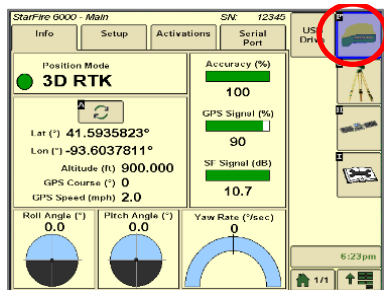 StarFire 6000 - Main SN: 12345
Info Setup Activations Serial Port
USB Drive
Position Mode
3D RTK
Accuracy (%)
100
GPS Signal (%)
90
SF Signal (dB)
10.7
A
Lat (°) 41.5935823°
Lon (°) -93.6037811°
Altitude (ft) 900.000
GPS Course (°) 0
GPS Speed (mph) 2.0
Roll Angle (°)
0.0
Pitch Angle (°)
0.0
Yaw Rate (°/sec)
0
F
G
H
I
6:23pm
1/1